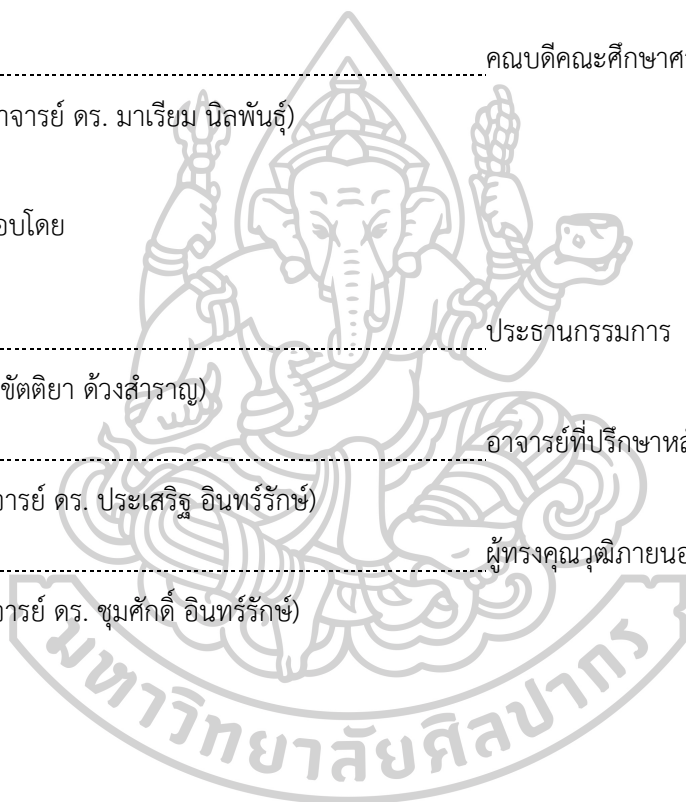 คณบดีคณะศึกษาศ
าจารย์ ดร. มาเรียม นิลพันธุ์)
อบโดย
ประธานกรรมการ
ขัตติยา ด้วงสำราญ)
อาจารย์ที่ปรึกษาหลั
ารย์ ดร. ประเสริฐ อินทร์รักษ์)
ผู้ทรงคุณวุฒิภายนอ
ารย์ ดร. ชุมศักดิ์ อินทร์รักษ์)
มหาวิทยาลัยศิลปากร